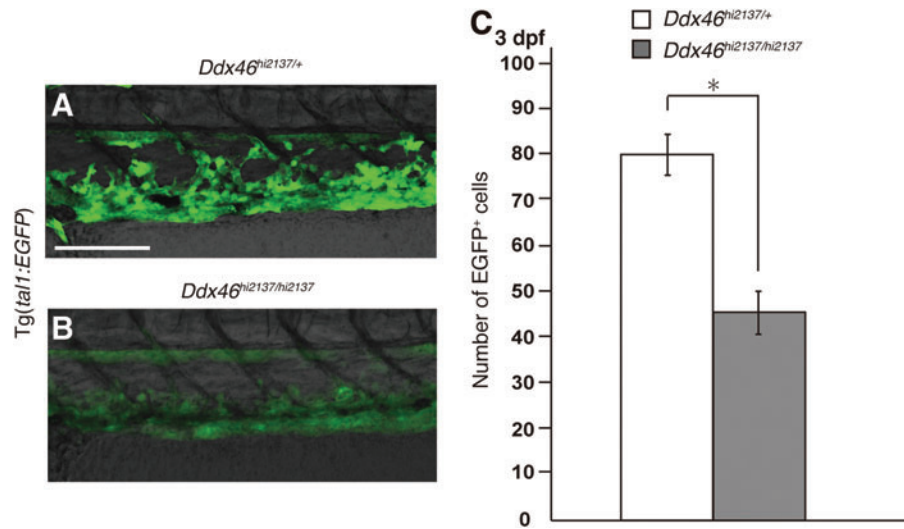 Ddx46hi2137/+
A
Tg(tal1:EGFP)
Ddx46hi2137/hi2137
B
C
3 dpf
Ddx46hi2137/+
Ddx46hi2137/hi2137
*
Number of EGFP+ cells
100
90
80
70
60
50
40
30
20
10
0